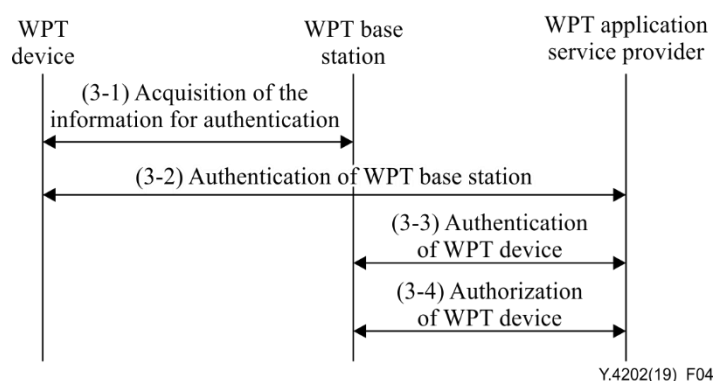 WPT
device
WPT base
station
WPT application
service provider
(3-1) Acquisition of the
information for authentication
(3-2) Authentication of WPT base station
(3-3) Authentication
of WPT device
(3-4) Authorization
of WPT device
Y.4202(19)_F04